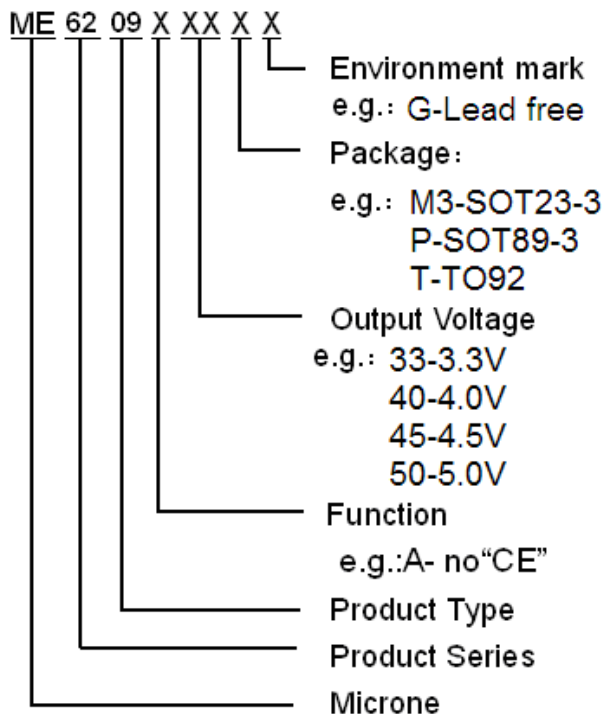 ME 62 09 X XX X X
Environment mark
e.g.: G-Lead free
Package:
e.g.: M3-SOT23-3
P-SOT89-3
T-TO92
Output Voltage
e.g.: 33-3.3V
40-4.0V
45-4.5V
50-5.0V
Function
e.g.:A- no“CE”
Product Type
Product Series
Microne